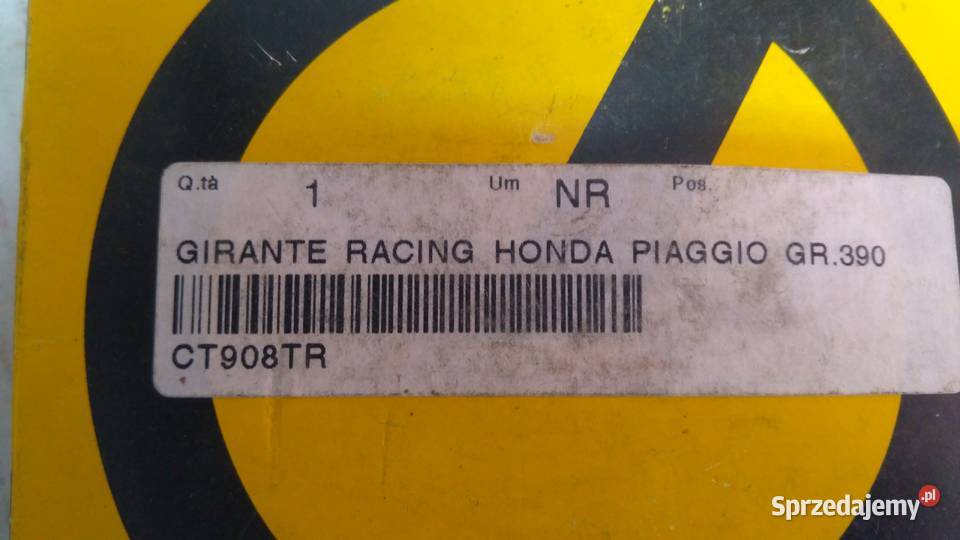 Q.tà 1 Um NR Pos.
GIRANTE RACING HONDA PIAGGIO GR.390
CT908TR
Sprzedajemy.pl